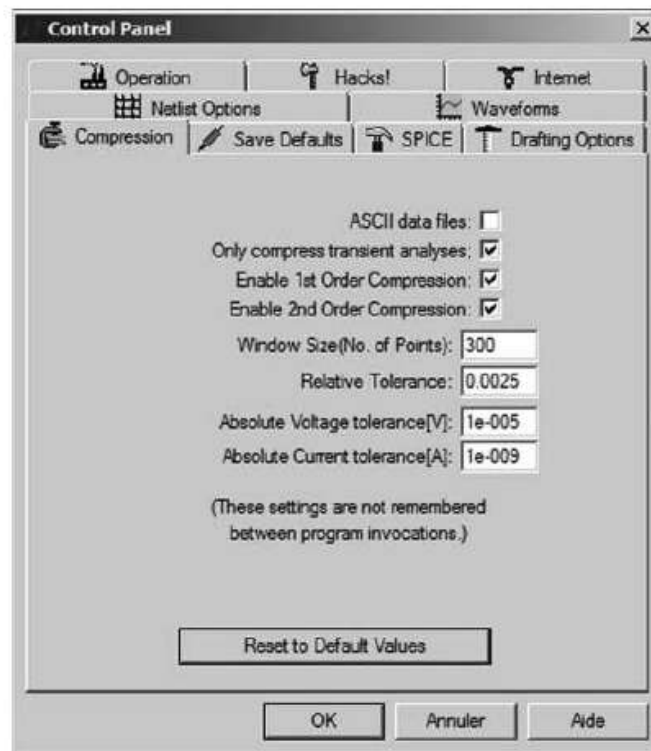 Control Panel
Operation
Hacks!
Internet
Netlist Options
Waveforms
Compression
Save Defaults
SPICE
Drafting Options
ASCII data files:
Only compress transient analyses:
Enable 1st Order Compression:
Enable 2nd Order Compression:
Window Size(No. of Points): 300
Relative Tolerance: 0.0025
Absolute Voltage tolerance[V]: 1e-005
Absolute Current tolerance[A]: 1e-009
(These settings are not remembered
between program invocations.)
Reset to Default Values
OK
Annuler
Aide